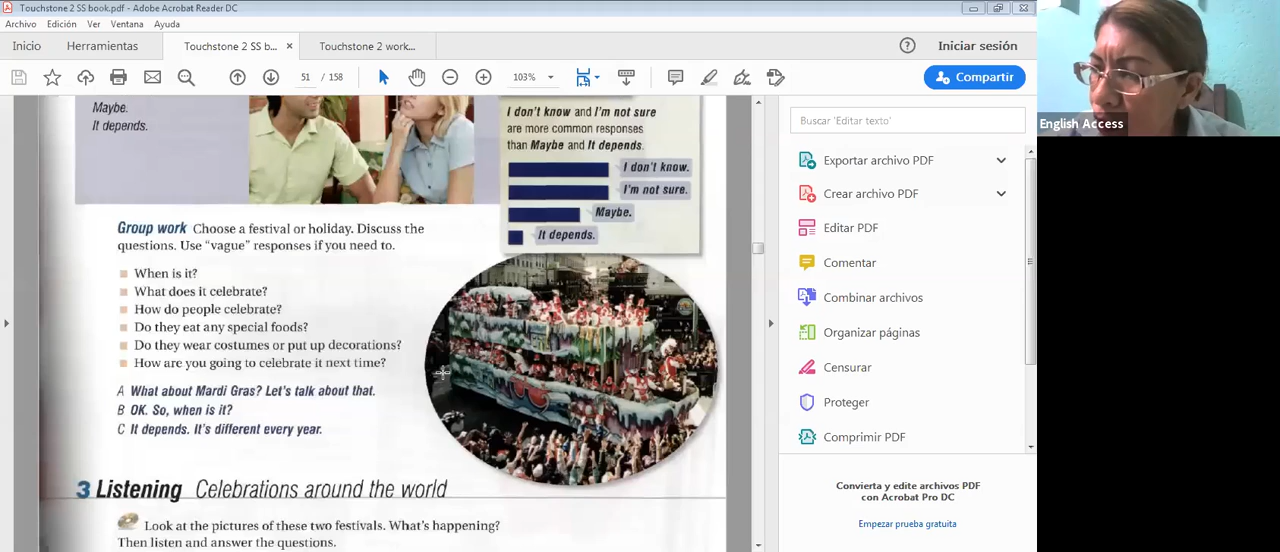 Touchstone 2 SS book.pdf - Adobe Acrobat Reader DC
Archivo Edición Ver Ventana Ayuda
Inicio Herramientas Touchstone 2 SS b... × Touchstone 2 work... ? Iniciar sesión
51 / 158 103% Compartir
English Access
Maybe.
It depends.
I don't know and I'm not sure
are more common responses
than Maybe and It depends.
I don't know.
I'm not sure.
Maybe.
It depends.
Group work Choose a festival or holiday. Discuss the
questions. Use "vague" responses if you need to.
When is it?
What does it celebrate?
How do people celebrate?
Do they eat any special foods?
Do they wear costumes or put up decorations?
How are you going to celebrate it next time?
A What about Mardi Gras? Let's talk about that.
B OK. So, when is it?
C It depends. It's different every year.
3 Listening Celebrations around the world
Look at the pictures of these two festivals. What's happening?
Then listen and answer the questions.
Buscar 'Editar texto'
Exportar archivo PDF
Crear archivo PDF
Editar PDF
Comentar
Combinar archivos
Organizar páginas
Censurar
Proteger
Comprimir PDF
Convierta y edite archivos PDF
con Acrobat Pro DC
Empezar prueba gratuita